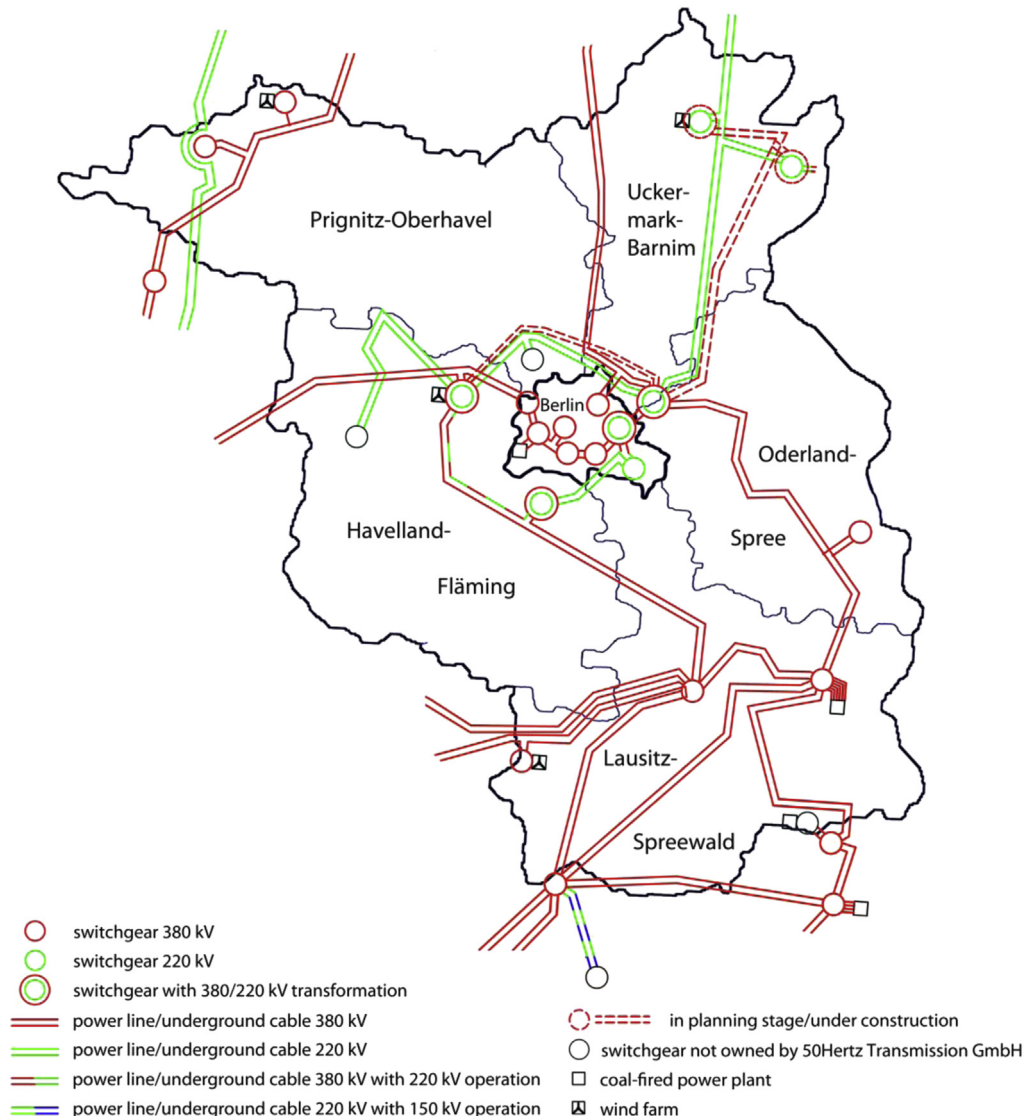 Prignitz-Oberhavel
Ucker-
mark-
Barnim
Berlin
Oderland-
Spree
Havelland-
Fläming
Lausitz-
Spreewald
switchgear 380 kV
switchgear 220 kV
switchgear with 380/220 kV transformation
power line/underground cable 380 kV
power line/underground cable 220 kV
power line/underground cable 380 kV with 220 kV operation
power line/underground cable 220 kV with 150 kV operation
in planning stage/under construction
switchgear not owned by 50Hertz Transmission GmbH
coal-fired power plant
wind farm